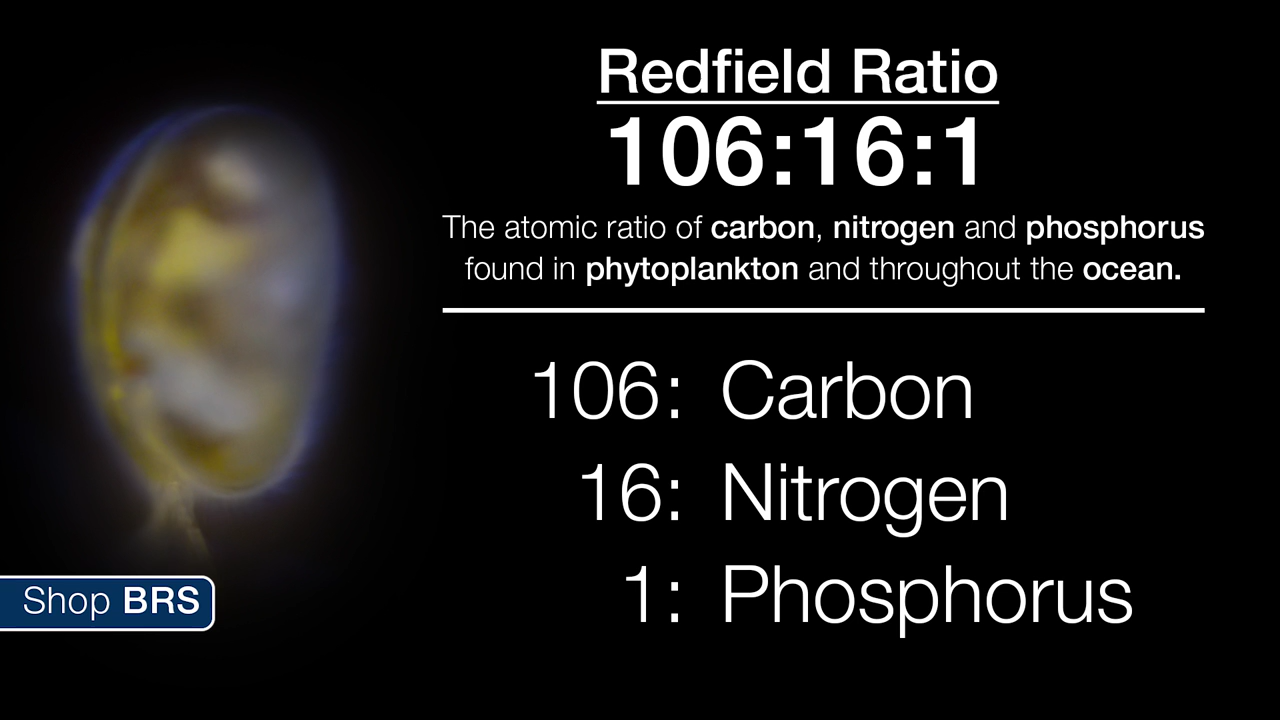 Redfield Ratio
106:16:1
The atomic ratio of carbon, nitrogen and phosphorus
found in phytoplankton and throughout the ocean.
106: Carbon
16: Nitrogen
1: Phosphorus
Shop BRS